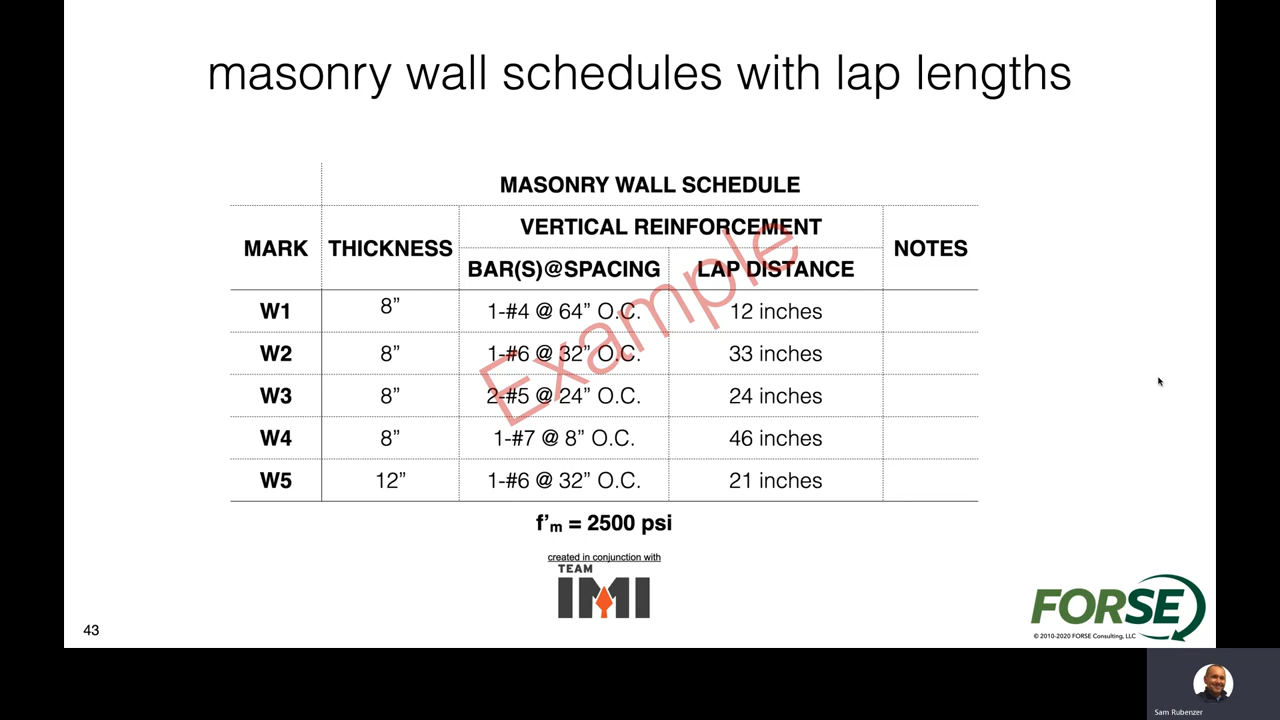 masonry wall schedules with lap lengths
MASONRY WALL SCHEDULE
MARK THICKNESS VERTICAL REINFORCEMENT NOTES
BAR(S)@SPACING LAP DISTANCE
W1 8” 1-#4 @ 64” O.C. 12 inches
W2 8” 1-#6 @ 32” O.C. 33 inches
W3 8” 2-#5 @ 24” O.C. 24 inches
W4 8” 1-#7 @ 8” O.C. 46 inches
W5 12” 1-#6 @ 32” O.C. 21 inches
Example
f’m = 2500 psi
created in conjunction with
TEAM
IMI
FORSE
© 2010-2020 FORSE Consulting, LLC
43
Sam Rubenzer